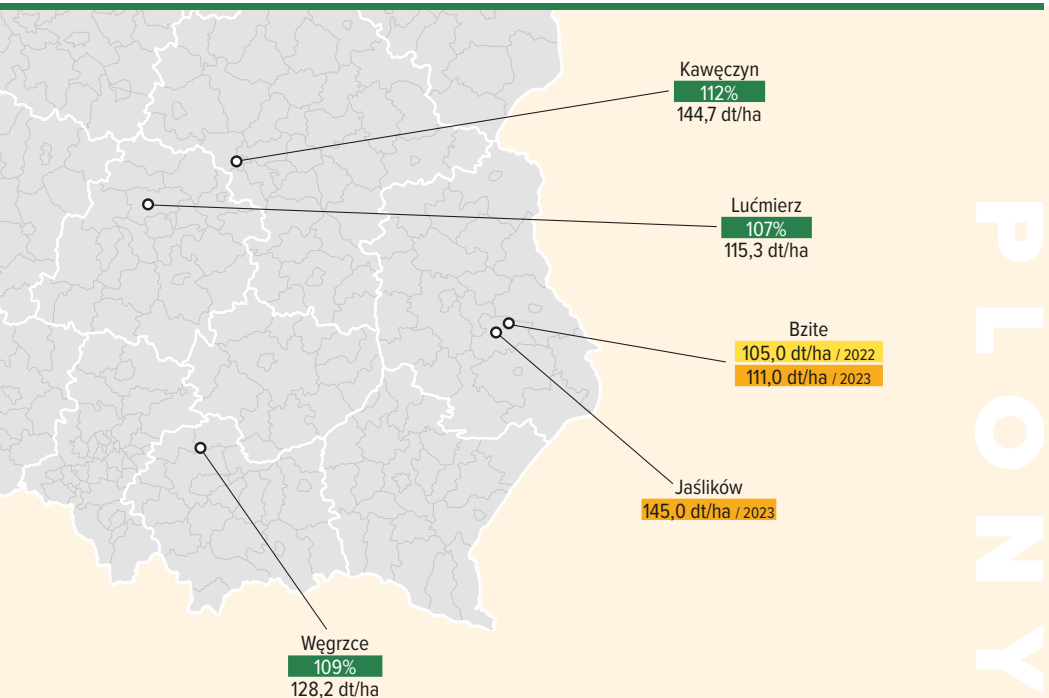 Kawęczyn
112%
144,7 dt/ha
Lućmierz
107%
115,3 dt/ha
Bzite
105,0 dt/ha / 2022
111,0 dt/ha / 2023
Jaślików
145,0 dt/ha / 2023
Węgrzce
109%
128,2 dt/ha
PLONY